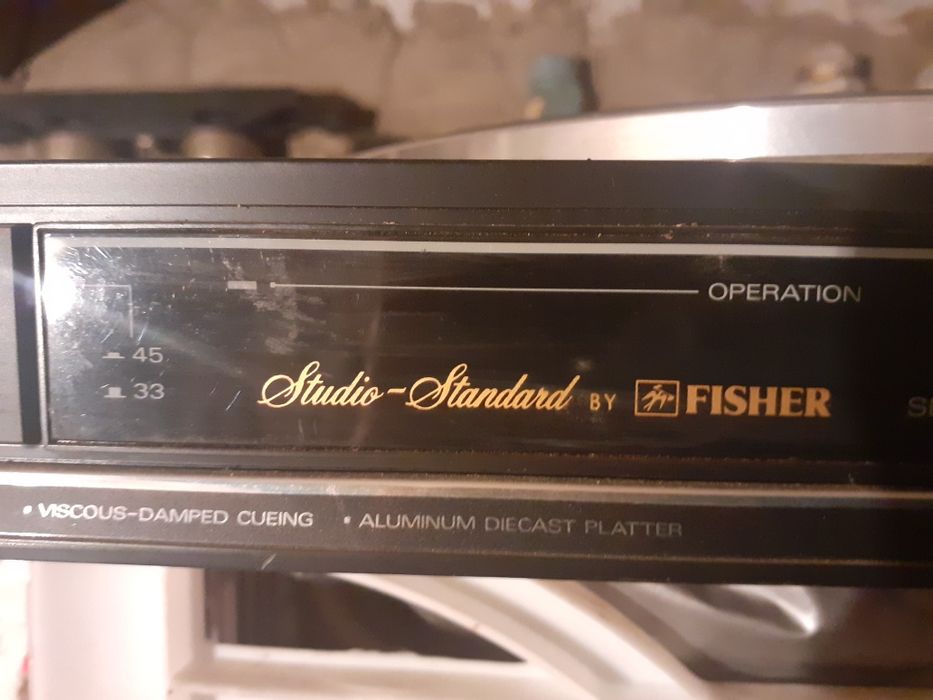 OPERATION
45
33
Studio-Standard BY FISHER
• VISCOUS-DAMPED CUEING • ALUMINUM DIECAST PLATTER